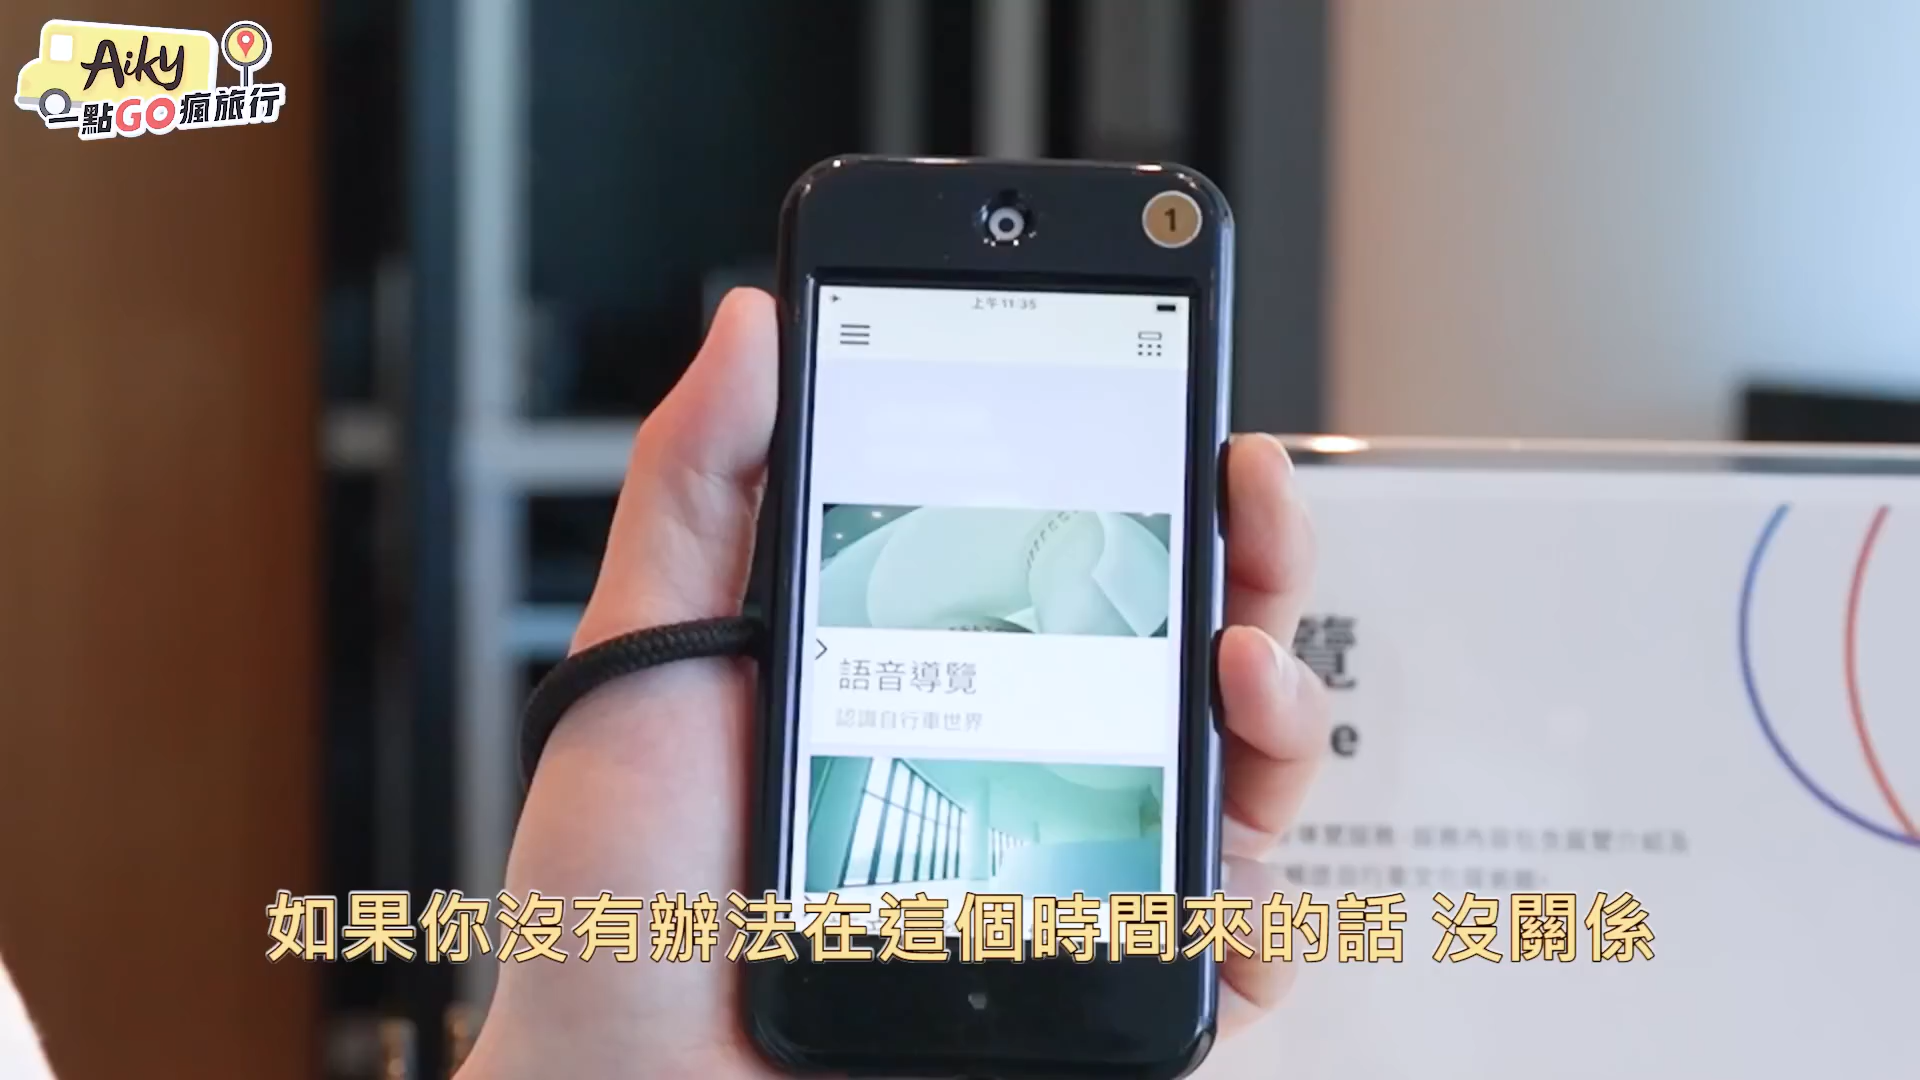 Aiky
一點GO瘋旅行
1
上午11:35
語音導覽
認識自行車世界
覽
e
如果你沒有辦法在這個時間來的話 沒關係